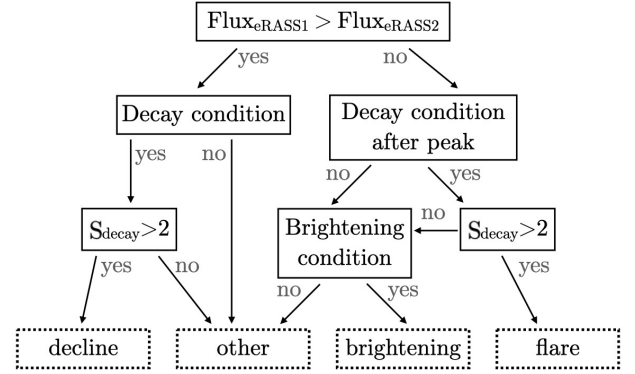 Flux_eRASS1 > Flux_eRASS2
yes
no
Decay condition
Decay condition
after peak
yes
no
no
yes
S_decay>2
Brightening
condition
no
S_decay>2
yes
no
no
yes
yes
decline
other
brightening
flare